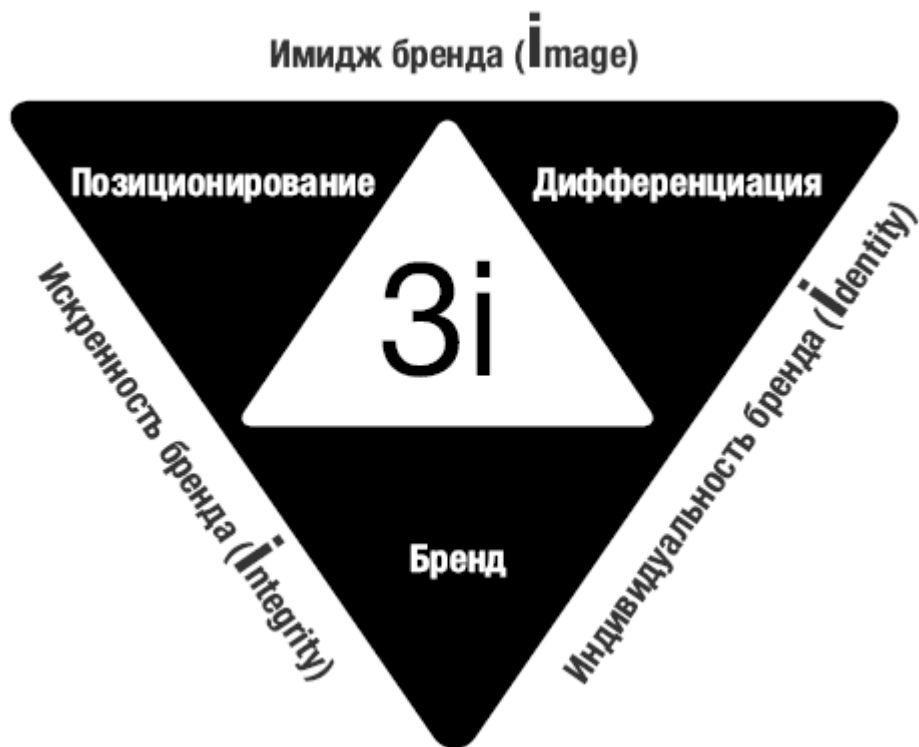 Имидж бренда (image)
Позиционирование
Дифференциация
3i
Искренность бренда (integrity)
Индивидуальность бренда (identity)
Бренд